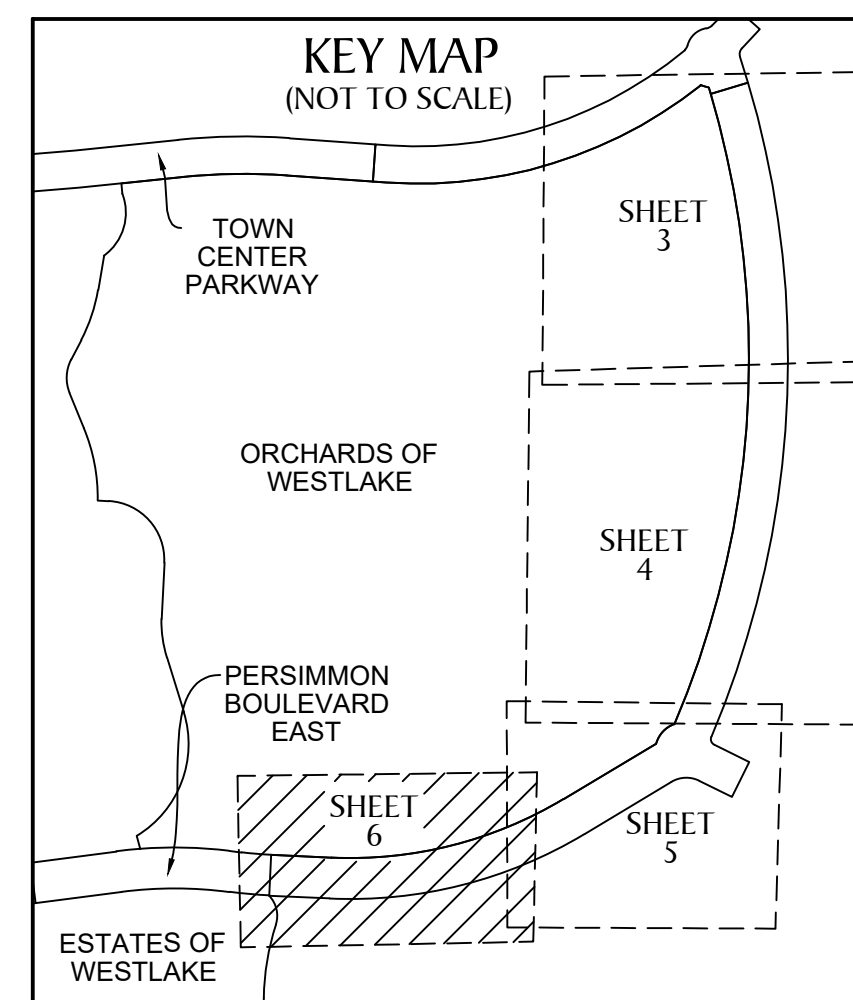 KEY MAP
(NOT TO SCALE)
SHEET
3
TOWN
CENTER
PARKWAY
ORCHARDS OF
WESTLAKE
SHEET
4
PERSIMMON
BOULEVARD
EAST
SHEET
6
SHEET
5
ESTATES OF
WESTLAKE